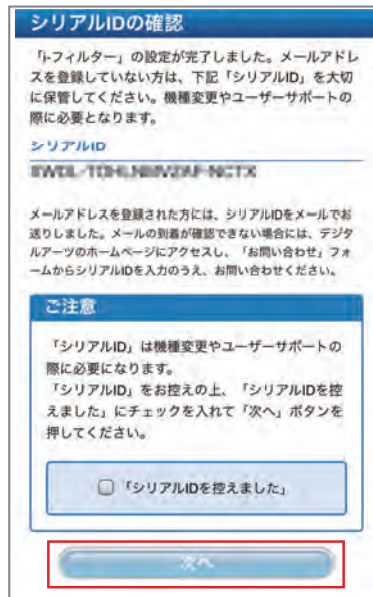 シリアルIDの確認
「i-フィルター」の設定が完了しました。メールアドレ
スを登録していない方は、下記「シリアルID」を大切
に保管してください。機種変更やユーザーサポートの
際に必要となります。
シリアルID
メールアドレスを登録された方には、シリアルIDをメールでお
送りしました。メールの到着が確認できない場合には、デジタ
ルアーツのホームページにアクセスし、「お問い合わせ」フォ
ームからシリアルIDを入力のうえ、お問い合わせください。
ご注意
「シリアルID」は機種変更やユーザーサポートの
際に必要になります。
「シリアルID」をお控えの上、「シリアルIDを控
えました」にチェックを入れて「次へ」ボタンを
押してください。
「シリアルIDを控えました」
次へ